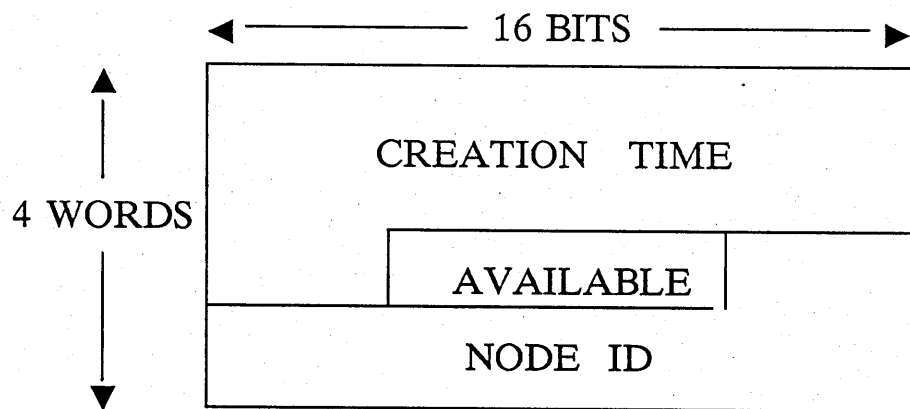 16 BITS
CREATION TIME
4 WORDS
AVAILABLE
NODE ID